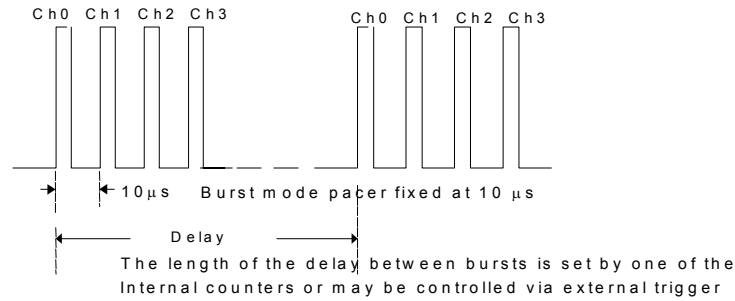 Ch0 Ch1 Ch2 Ch3 Ch0 Ch1 Ch2 Ch3
10 µs Burst mode pacer fixed at 10 µs
Delay
The length of the delay between bursts is set by one of the
Internal counters or may be controlled via external trigger